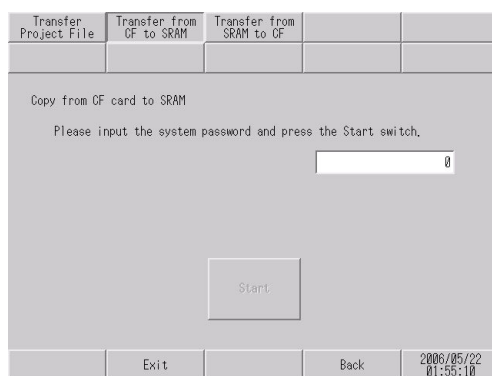 Transfer
Project File
Transfer from
CF to SRAM
Transfer from
SRAM to CF
Copy from CF card to SRAM
Please input the system password and press the Start switch.
0
Start
Exit
Back
2006/05/22
01:55:10